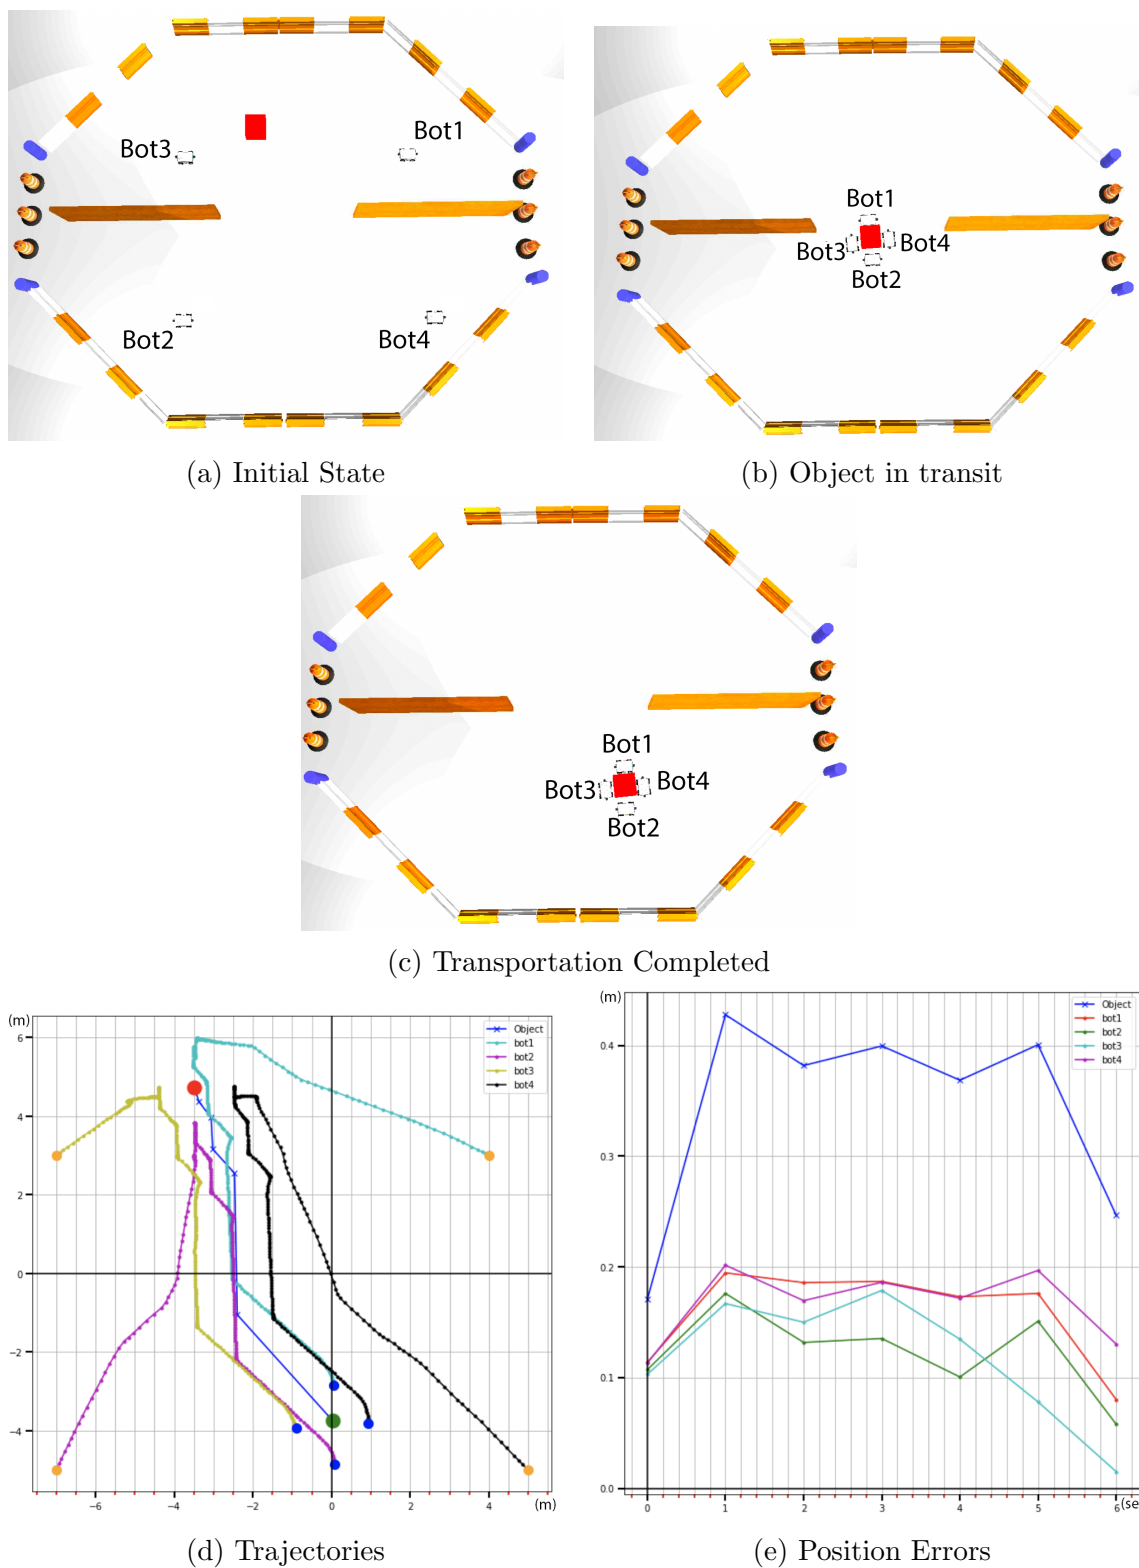 Bot3
Bot1
Bot2
Bot4
(a) Initial State
Bot1
Bot3
Bot4
Bot2
(b) Object in transit
Bot1
Bot3
Bot4
Bot2
(c) Transportation Completed
(m)
6
4
2
0
−2
−4
−6
−4
−2
0
2
4
(m)
Object
bot1
bot2
bot3
bot4
(d) Trajectories
(m)
0.4
0.3
0.2
0.1
0.0
0
1
2
3
4
5
6
(se
Object
bot1
bot2
bot3
bot4
(e) Position Errors